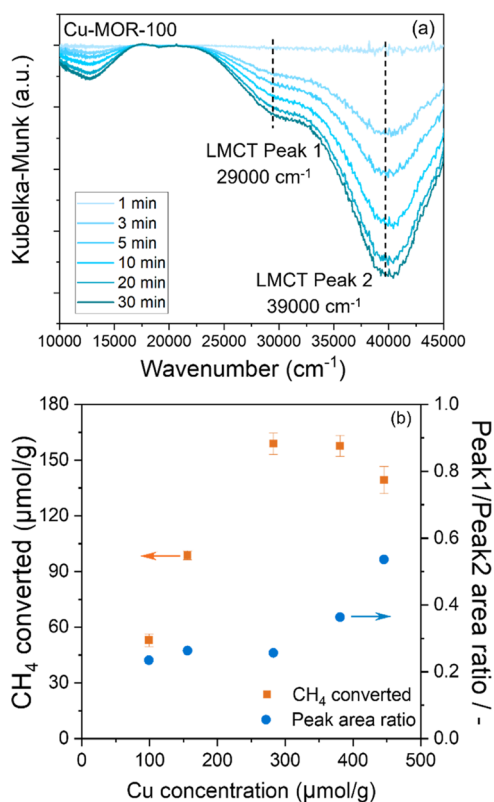 Cu-MOR-100
(a)
Kubelka-Munk (a.u.)
LMCT Peak 1
29000 cm⁻¹
1 min
3 min
5 min
10 min
20 min
30 min
LMCT Peak 2
39000 cm⁻¹
10000 15000 20000 25000 30000 35000 40000 45000
Wavenumber (cm⁻¹)
(b)
180
150
120
90
60
30
0
CH₄ converted (μmol/g)
1.0
0.8
0.6
0.4
0.2
0.0
Peak1/Peak2 area ratio / -
CH₄ converted
Peak area ratio
0 100 200 300 400 500
Cu concentration (μmol/g)